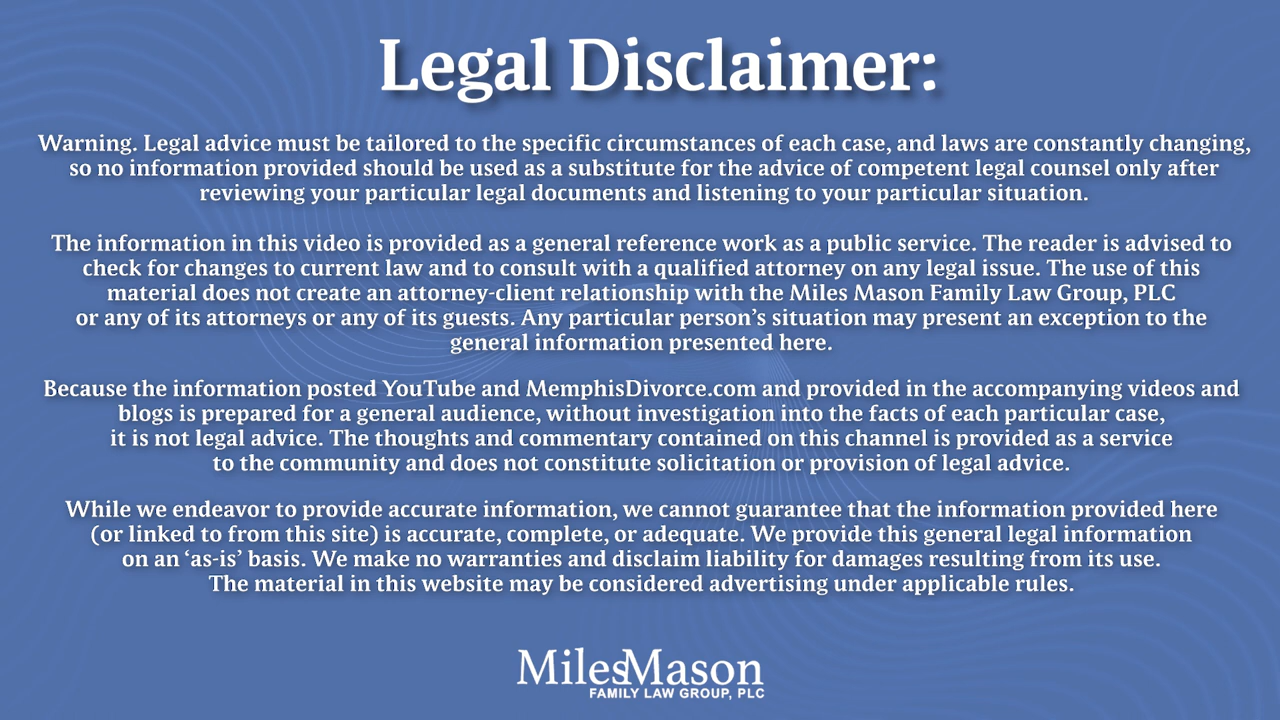 Legal Disclaimer:
Warning. Legal advice must be tailored to the specific circumstances of each case, and laws are constantly changing,
so no information provided should be used as a substitute for the advice of competent legal counsel only after
reviewing your particular legal documents and listening to your particular situation.
The information in this video is provided as a general reference work as a public service. The reader is advised to
check for changes to current law and to consult with a qualified attorney on any legal issue. The use of this
material does not create an attorney-client relationship with the Miles Mason Family Law Group, PLC
or any of its attorneys or any of its guests. Any particular person’s situation may present an exception to the
general information presented here.
Because the information posted YouTube and MemphisDivorce.com and provided in the accompanying videos and
blogs is prepared for a general audience, without investigation into the facts of each particular case,
it is not legal advice. The thoughts and commentary contained on this channel is provided as a service
to the community and does not constitute solicitation or provision of legal advice.
While we endeavor to provide accurate information, we cannot guarantee that the information provided here
(or linked to from this site) is accurate, complete, or adequate. We provide this general legal information
on an ‘as-is’ basis. We make no warranties and disclaim liability for damages resulting from its use.
The material in this website may be considered advertising under applicable rules.
MilesMason
FAMILY LAW GROUP, PLC